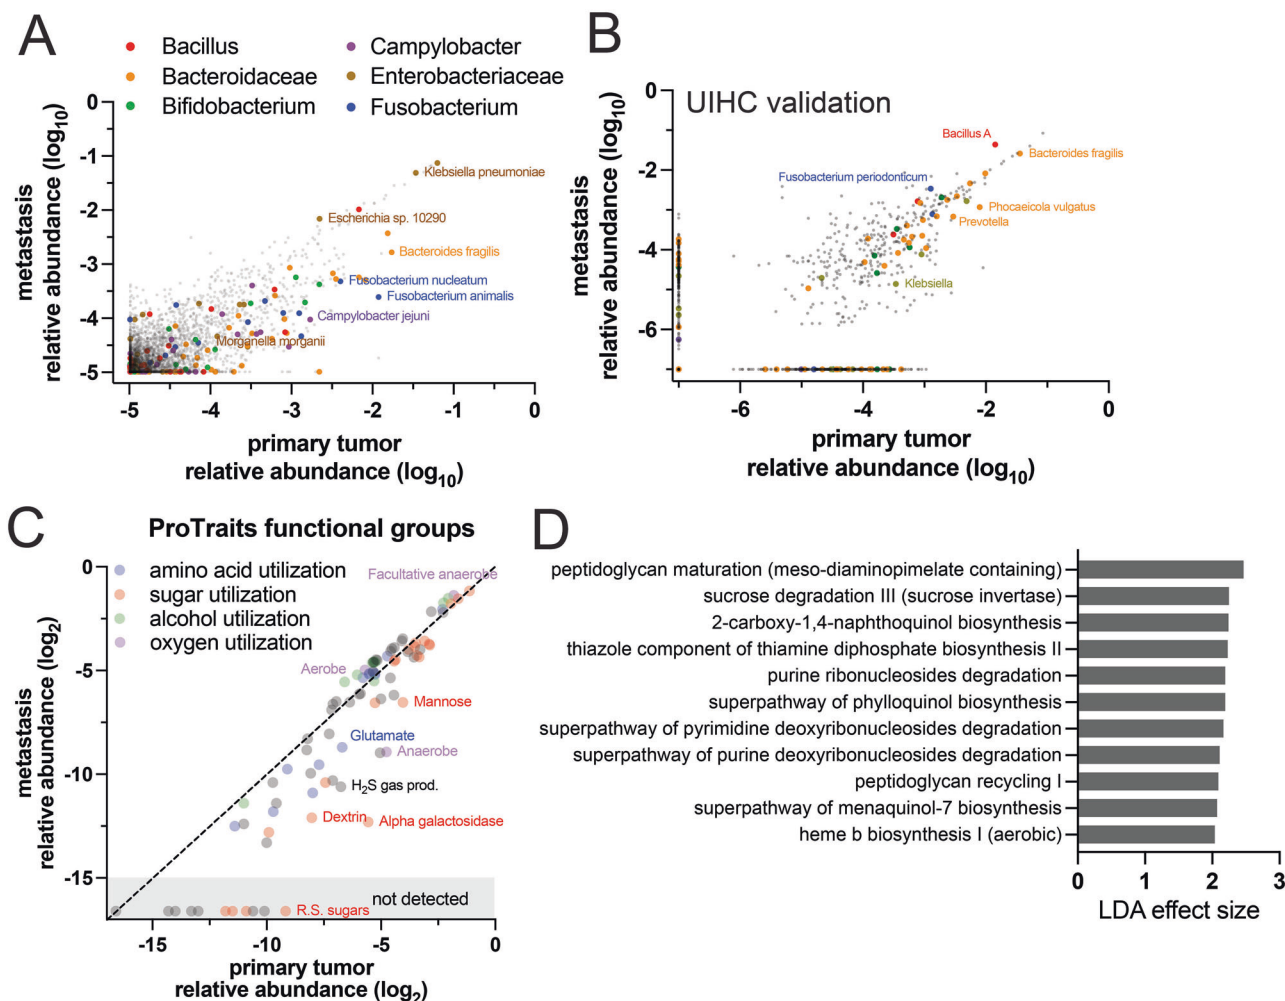 A
Bacillus
Bacteroidaceae
Bifidobacterium
Campylobacter
Enterobacteriaceae
Fusobacterium
metastasis
relative abundance (log10)
0
-1
-2
-3
-4
-5
Klebsiella pneumoniae
Escherichia sp. 10290
Bacteroides fragilis
Fusobacterium nucleatum
Fusobacterium animalis
Campylobacter jejuni
Morganella morganii
-5 -4 -3 -2 -1 0
primary tumor
relative abundance (log10)
B
UIHC validation
metastasis
relative abundance (log10)
0
-2
-4
-6
Bacillus A
Bacteroides fragilis
Fusobacterium periodonticum
Phocaeicola vulgatus
Prevotella
Klebsiella
-6 -4 -2 0
primary tumor
relative abundance (log10)
C
ProTraits functional groups
amino acid utilization
sugar utilization
alcohol utilization
oxygen utilization
metastasis
relative abundance (log2)
0
-5
-10
-15
Facultative anaerobe
Aerobe
Mannose
Glutamate
Anaerobe
H2S gas prod.
Dextrin
Alpha galactosidase
R.S. sugars
not detected
-15 -10 -5 0
primary tumor
relative abundance (log2)
D
peptidoglycan maturation (meso-diaminopimelate containing)
sucrose degradation III (sucrose invertase)
2-carboxy-1,4-naphthoquinol biosynthesis
thiazole component of thiamine diphosphate biosynthesis II
purine ribonucleosides degradation
superpathway of phylloquinol biosynthesis
superpathway of pyrimidine deoxyribonucleosides degradation
superpathway of purine deoxyribonucleosides degradation
peptidoglycan recycling I
superpathway of menaquinol-7 biosynthesis
heme b biosynthesis I (aerobic)
0 1 2 3
LDA effect size